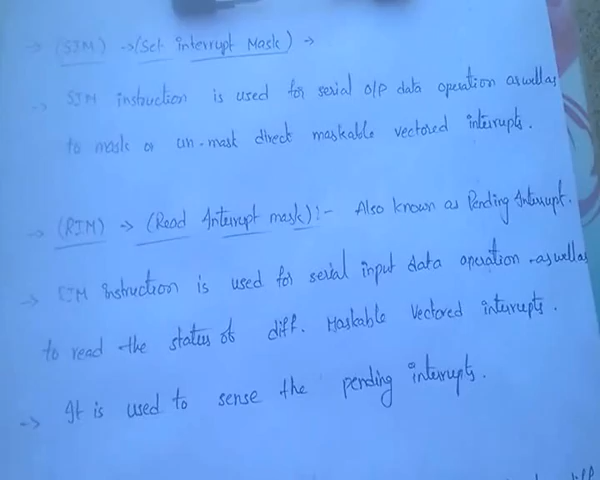 → (SIM) → (Set interrupt Mask) →
→ SIM instruction is used for serial O/P data operation as well as
to mask or un-mask direct maskable vectored interrupts.
→ (RIM) → (Read Interrupt mask) :- Also known as Pending Interrupt.
→ RIM instruction is used for serial input data operation as well as
to read the status of diff. Maskable Vectored interrupts.
→ It is used to sense the pending interrupts.